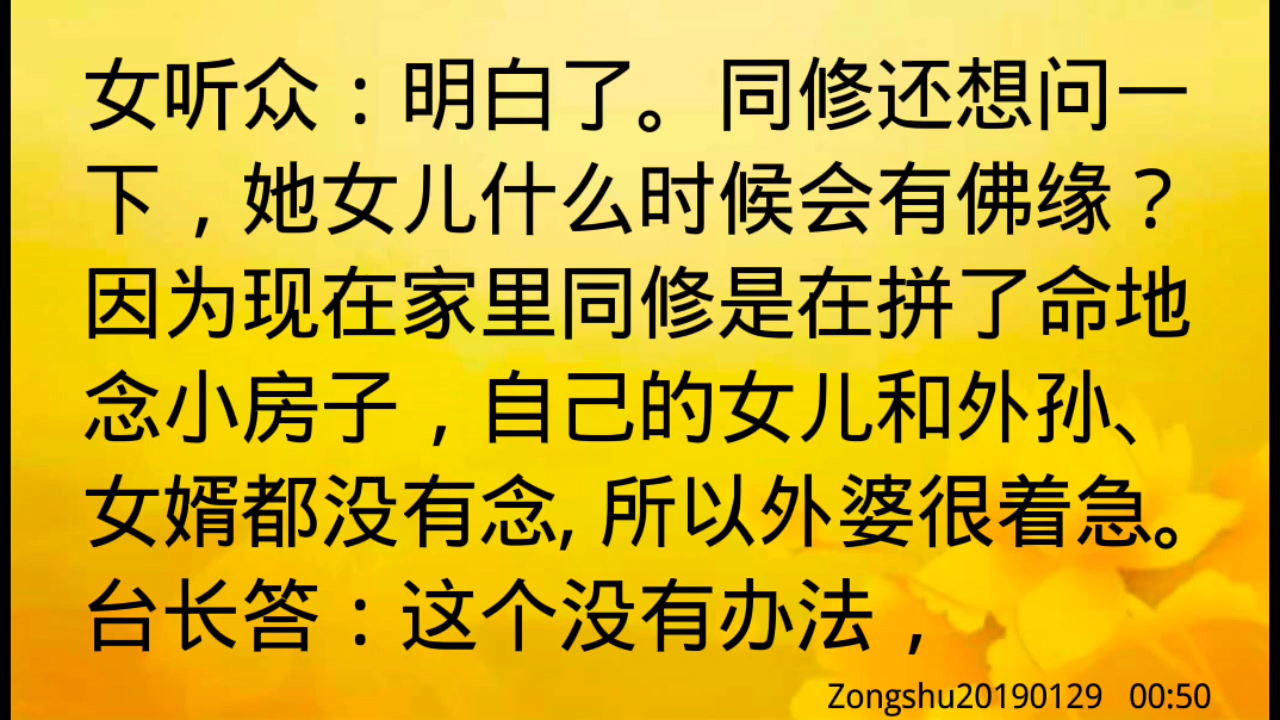 女听众：明白了。同修还想问一
下，她女儿什么时候会有佛缘？
因为现在家里同修是在拼了命地
念小房子，自己的女儿和外孙、
女婿都没有念, 所以外婆很着急。
台长答：这个没有办法，
Zongshu20190129 00:50